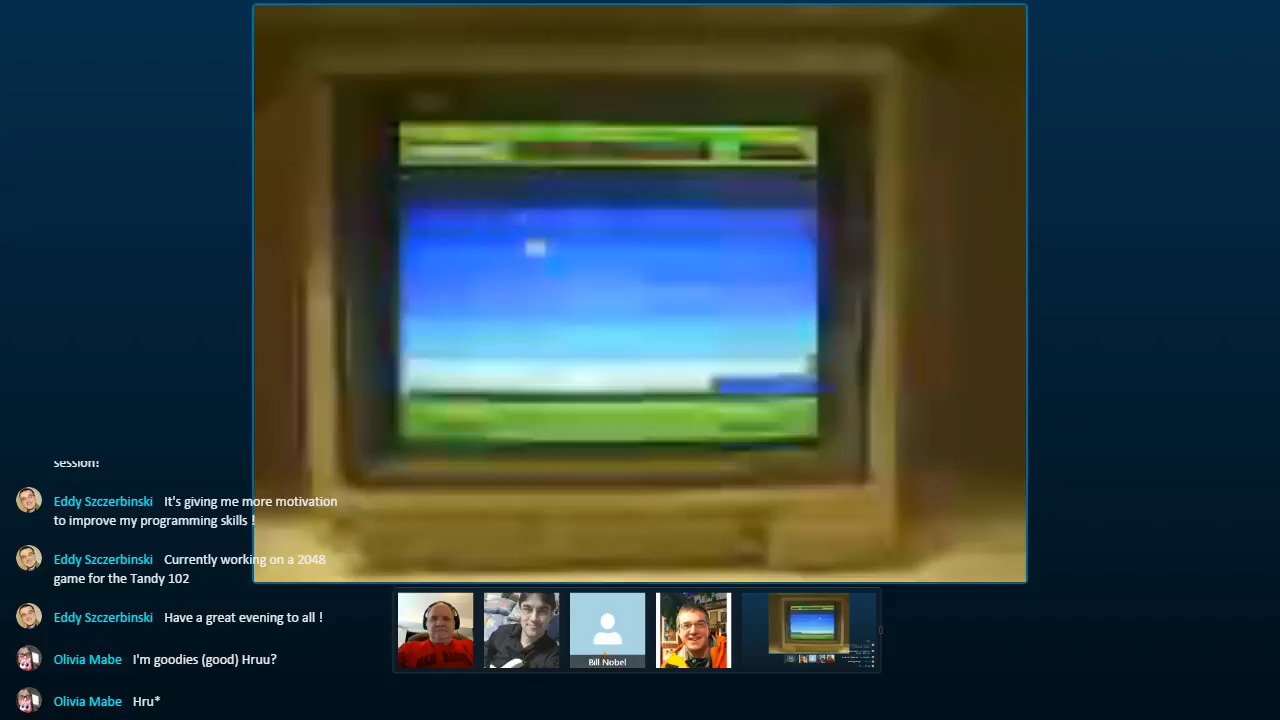 session!
Eddy Szczerbinski It's giving me more motivation
to improve my programming skills !
Eddy Szczerbinski Currently working on a 2048
game for the Tandy 102
Eddy Szczerbinski Have a great evening to all !
Olivia Mabe I'm goodies (good) Hruu?
Olivia Mabe Hru*
Bill Nobel